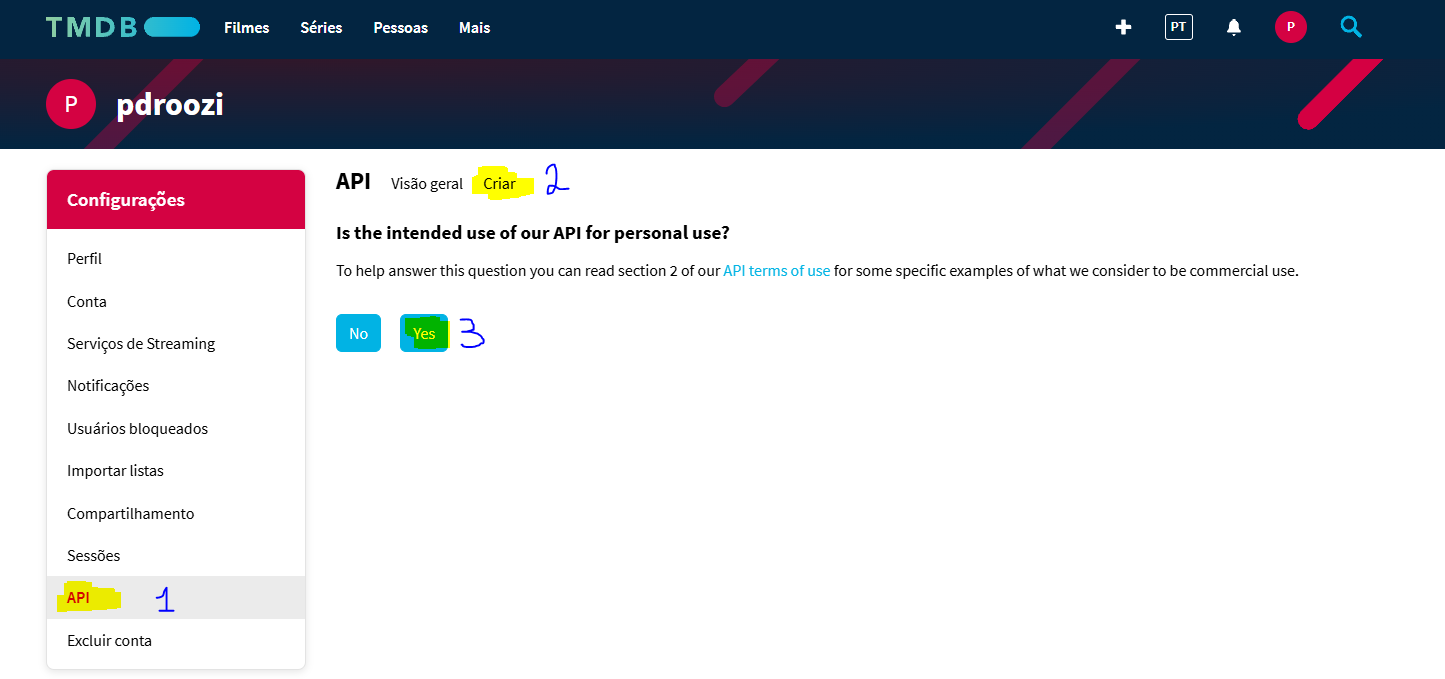 TMDB Filmes Séries Pessoas Mais PT P
P pdroozi
Configurações
Perfil
Conta
Serviços de Streaming
Notificações
Usuários bloqueados
Importar listas
Compartilhamento
Sessões
API 1
Excluir conta
API Visão geral Criar 2
Is the intended use of our API for personal use?
To help answer this question you can read section 2 of our API terms of use for some specific examples of what we consider to be commercial use.
No Yes 3